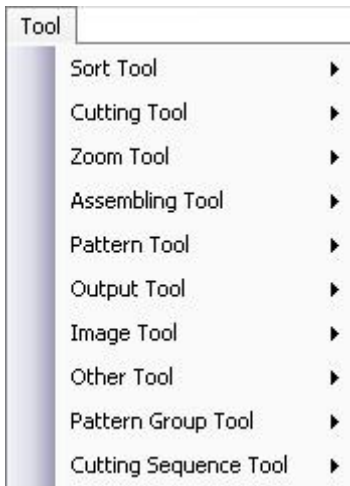 Tool
Sort Tool
Cutting Tool
Zoom Tool
Assembling Tool
Pattern Tool
Output Tool
Image Tool
Other Tool
Pattern Group Tool
Cutting Sequence Tool